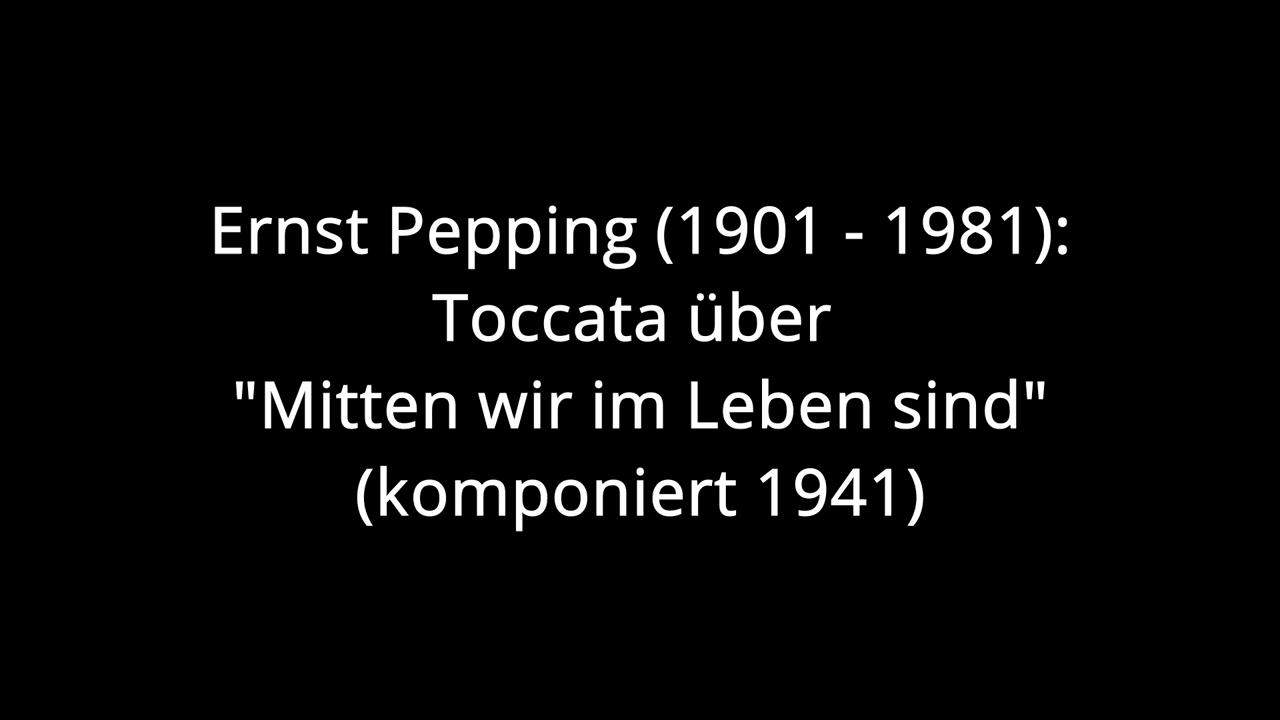 Ernst Pepping (1901 - 1981):
Toccata über
"Mitten wir im Leben sind"
(komponiert 1941)